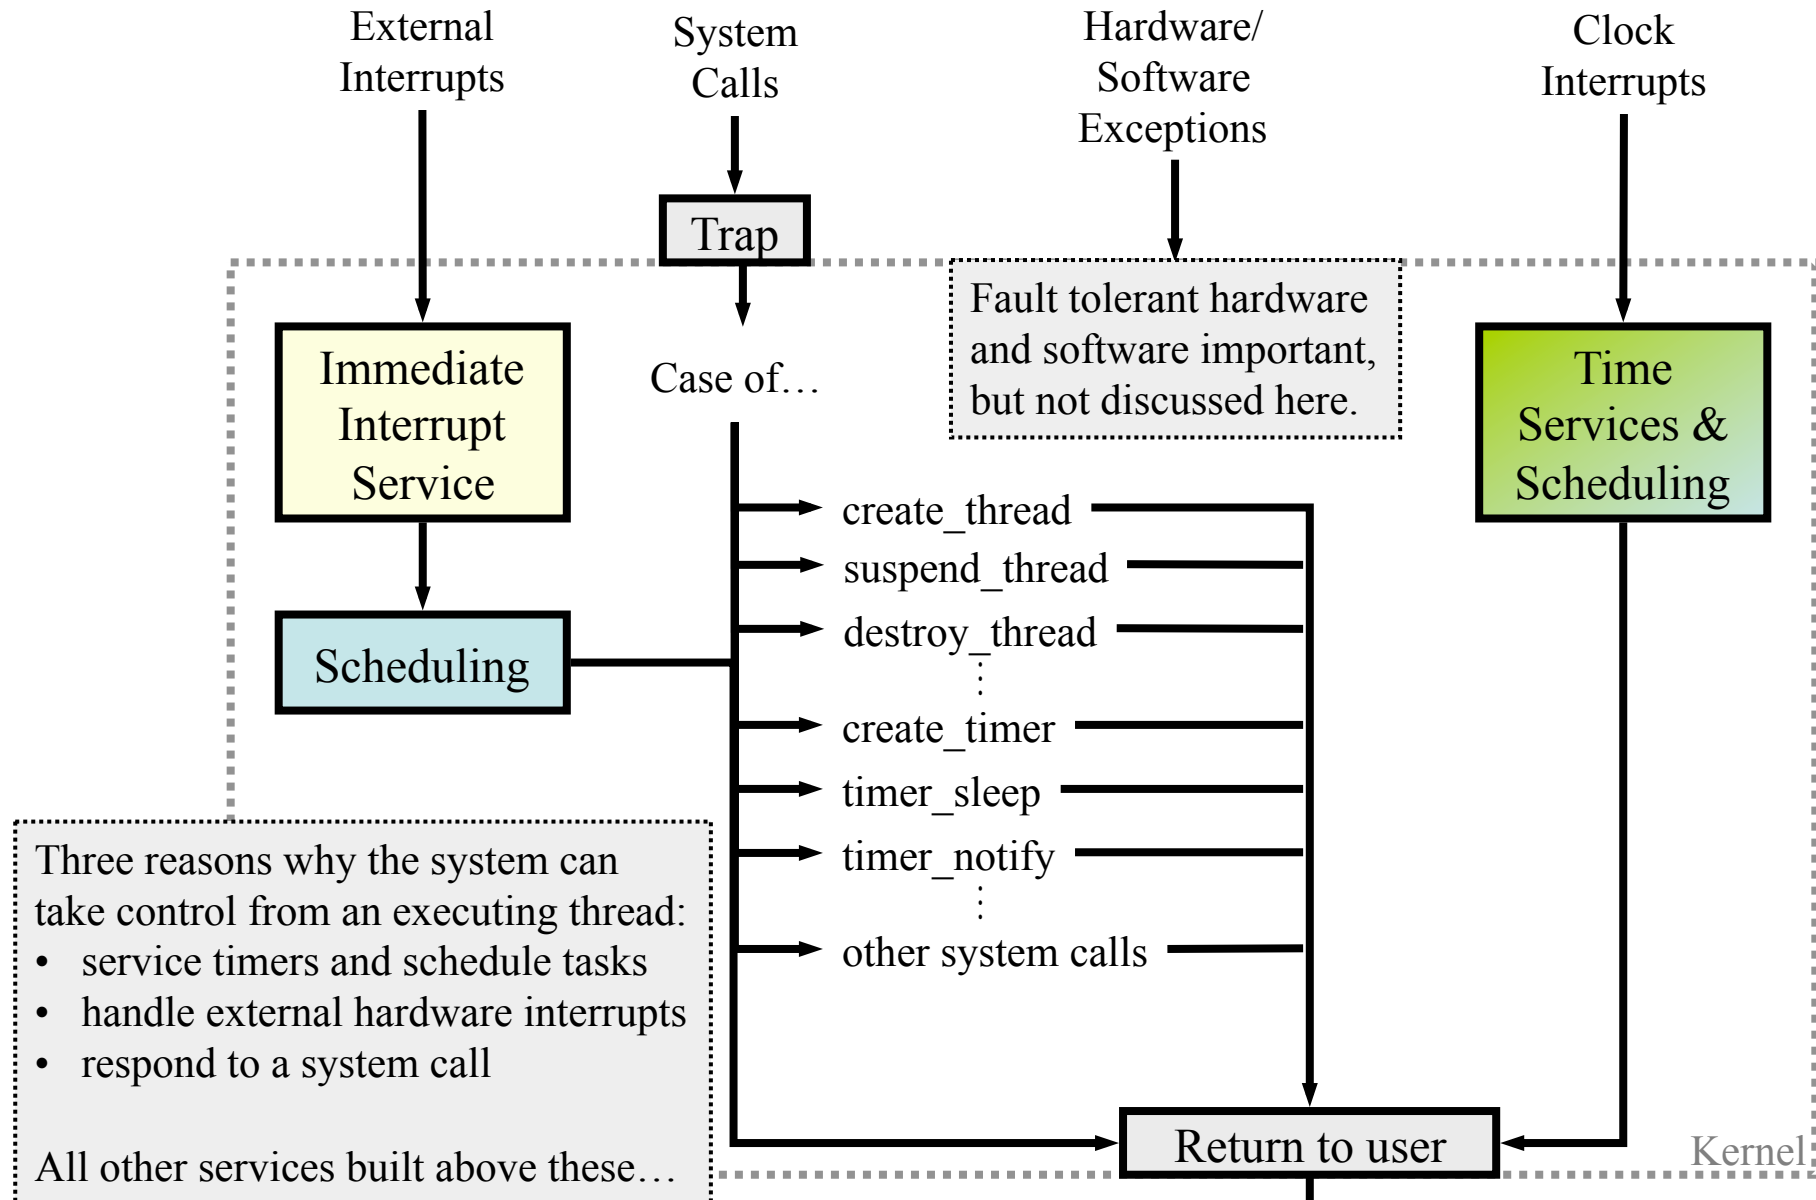 External
Interrupts
System
Calls
Hardware/
Software
Exceptions
Clock
Interrupts
Trap
Immediate
Interrupt
Service
Case of…
Fault tolerant hardware
and software important,
but not discussed here.
Time
Services &
Scheduling
create_thread
suspend_thread
destroy_thread
Scheduling
create_timer
timer_sleep
timer_notify
other system calls
Three reasons why the system can
take control from an executing thread:
• service timers and schedule tasks
• handle external hardware interrupts
• respond to a system call
All other services built above these…
Return to user
Kernel